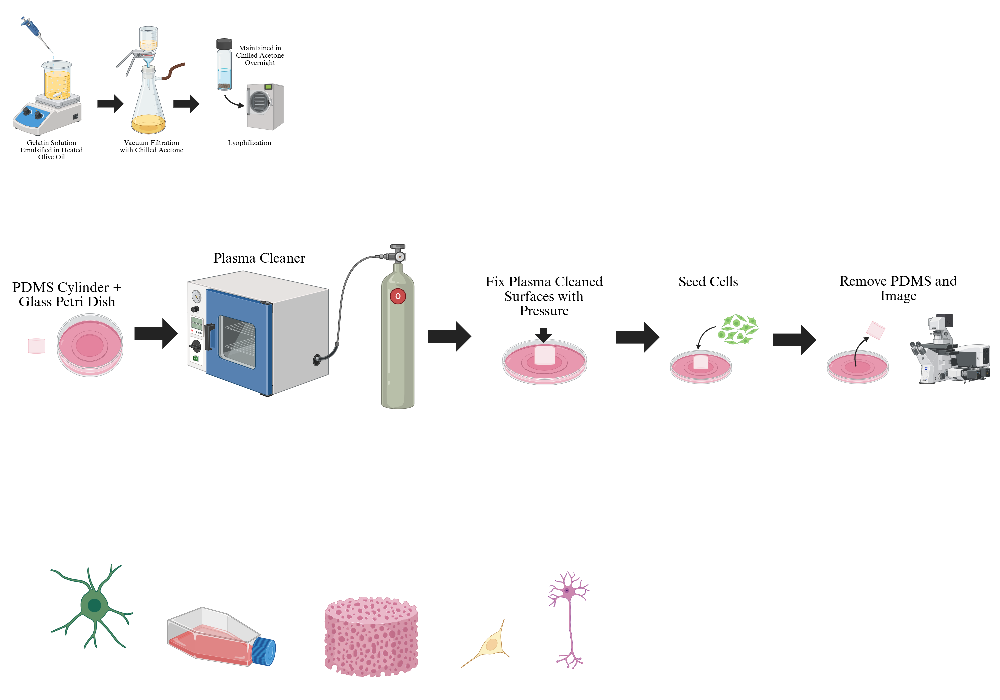 Maintained in
Chilled Acetone
Overnight
Gelatin Solution
Emulsified in Heated
Olive Oil
Vacuum Filtration
with Chilled Acetone
Lyophilization
PDMS Cylinder +
Glass Petri Dish
Plasma Cleaner
O
Fix Plasma Cleaned
Surfaces with
Pressure
Seed Cells
Remove PDMS and
Image